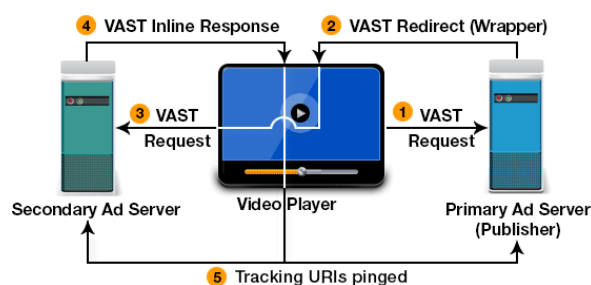 4 VAST Inline Response
2 VAST Redirect (Wrapper)
3 VAST
Request
1 VAST
Request
Secondary Ad Server
Video Player
Primary Ad Server
(Publisher)
5 Tracking URIs pinged